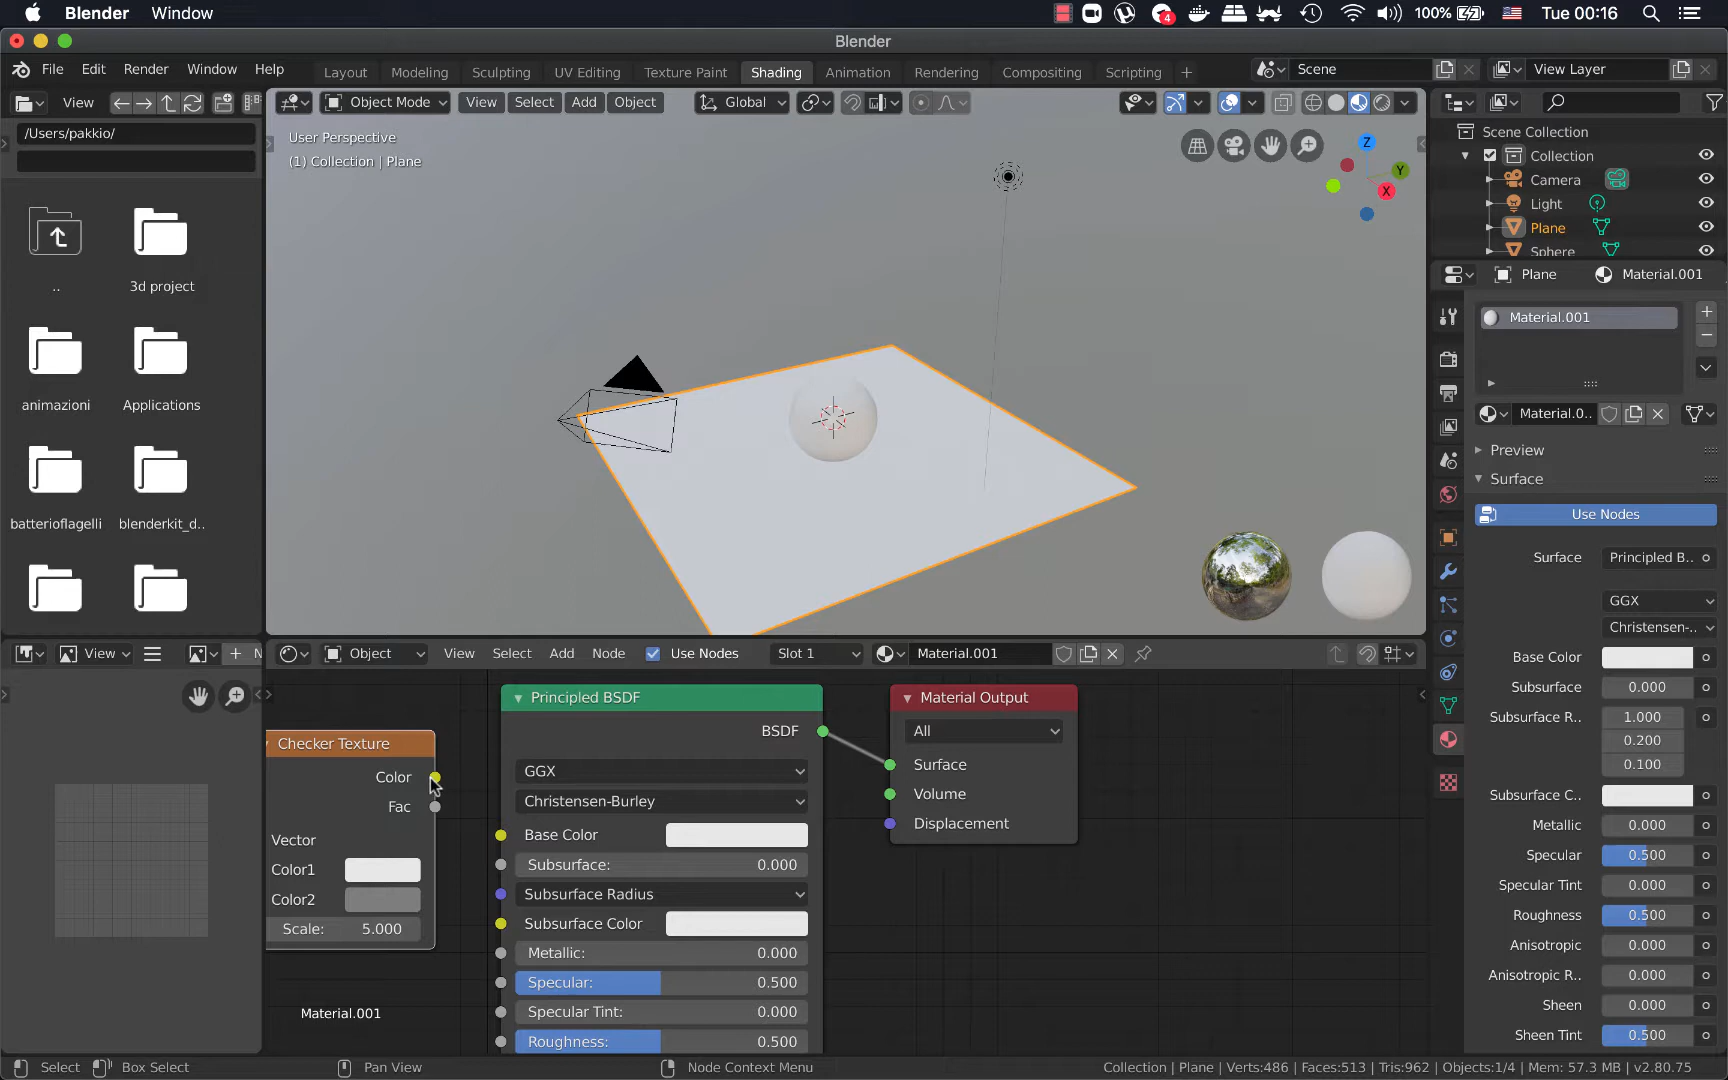 Blender Window 4 100% Tue 00:16
Blender
File Edit Render Window Help Layout Modeling Sculpting UV Editing Texture Paint Shading Animation Rendering Compositing Scripting + Scene View Layer
View Object Mode View Select Add Object Global
/Users/pakkio/
User Perspective
(1) Collection | Plane
Z
Y
X
Scene Collection
Collection
Camera
Light
Plane
Sphere
Plane Material.001
Material.001
Material.0..
Preview
Surface
Use Nodes
Surface Principled B..
GGX
Christensen-..
Base Color
Subsurface 0.000
Subsurface R.. 1.000
0.200
0.100
Subsurface C..
Metallic 0.000
Specular 0.500
Specular Tint 0.000
Roughness 0.500
Anisotropic 0.000
Anisotropic R.. 0.000
Sheen 0.000
Sheen Tint 0.500
.. 3d project
animazioni Applications
batterioflagelli blenderkit_d..
View + N
Object View Select Add Node Use Nodes Slot 1 Material.001
Checker Texture
Color
Fac
Vector
Color1
Color2
Scale: 5.000
Principled BSDF
BSDF
GGX
Christensen-Burley
Base Color
Subsurface: 0.000
Subsurface Radius
Subsurface Color
Metallic: 0.000
Specular: 0.500
Specular Tint: 0.000
Roughness: 0.500
Material Output
All
Surface
Volume
Displacement
Material.001
Select Box Select Pan View Node Context Menu Collection | Plane | Verts:486 | Faces:513 | Tris:962 | Objects:1/4 | Mem: 57.3 MB | v2.80.75